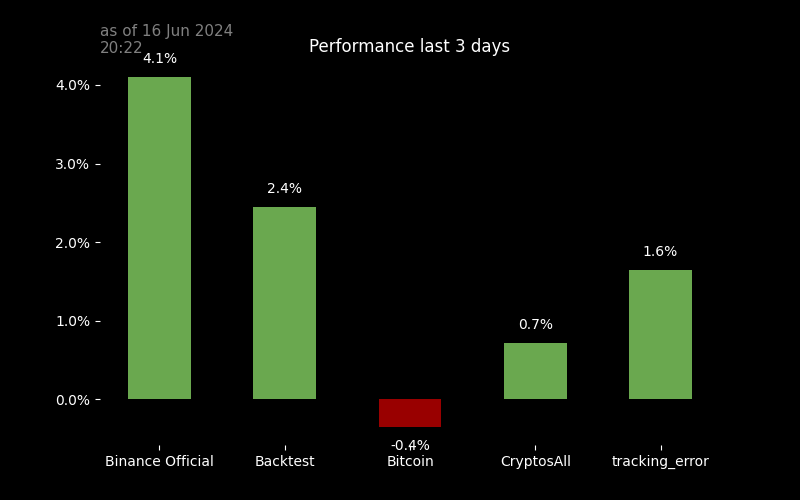 as of 16 Jun 2024
20:22
Performance last 3 days
4.1%
4.0%
3.0%
2.4%
2.0%
1.6%
1.0%
0.7%
0.0%
-0.4%
Binance Official
Backtest
Bitcoin
CryptosAll
tracking_error